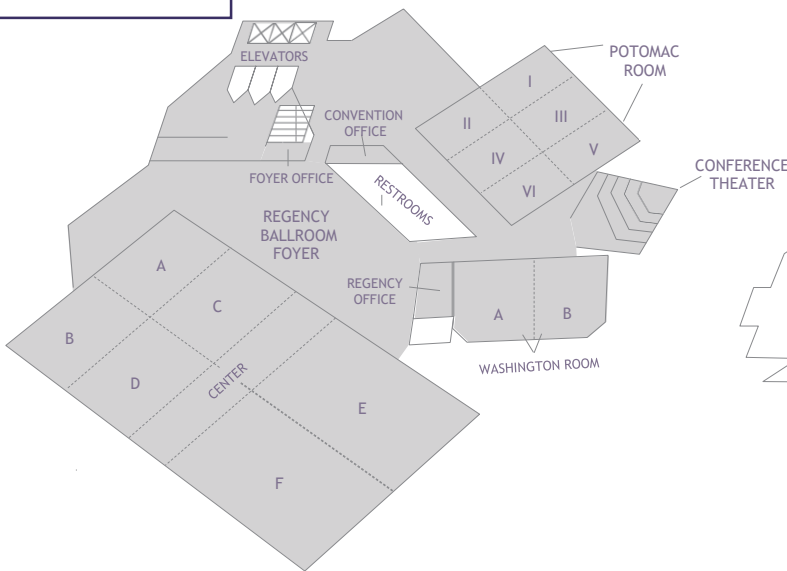 ELEVATORS
POTOMAC
ROOM
I
II
III
IV
V
VI
CONVENTION
OFFICE
CONFERENCE
THEATER
FOYER OFFICE
RESTROOMS
REGENCY
BALLROOM
FOYER
REGENCY
OFFICE
A
B
WASHINGTON ROOM
A
B
C
D
CENTER
E
F